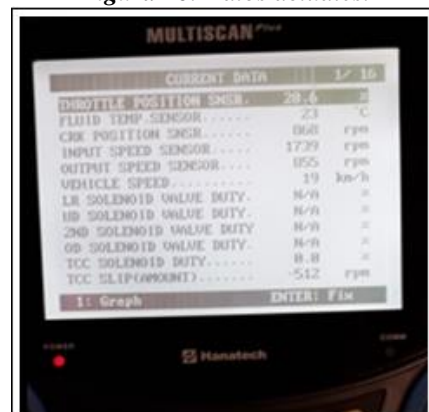 MULTISCAN Plus
CURRENT DATA 1/ 16
THROTTLE POSITION SNSR. %
FLUID TEMP.SENSOR...... 23 °C
CRK POSITION SNSR...... rpm
INPUT SPEED SENSOR.... 1739 rpm
OUTPUT SPEED SENSOR.... 855 rpm
VEHICLE SPEED.......... 19 km/h
LR SOLENOID VALVE DUTY. N/A %
UD SOLENOID VALVE DUTY. N/A %
2ND SOLENOID VALVE DUTY N/A %
OD SOLENOID VALVE DUTY. N/A %
TCC SOLENOID DUTY...... 0.0 %
TCC SLIP(AMOUNT)....... -512 rpm
1: Graph ENTER: Fix
POWER
Hanatech
COMM